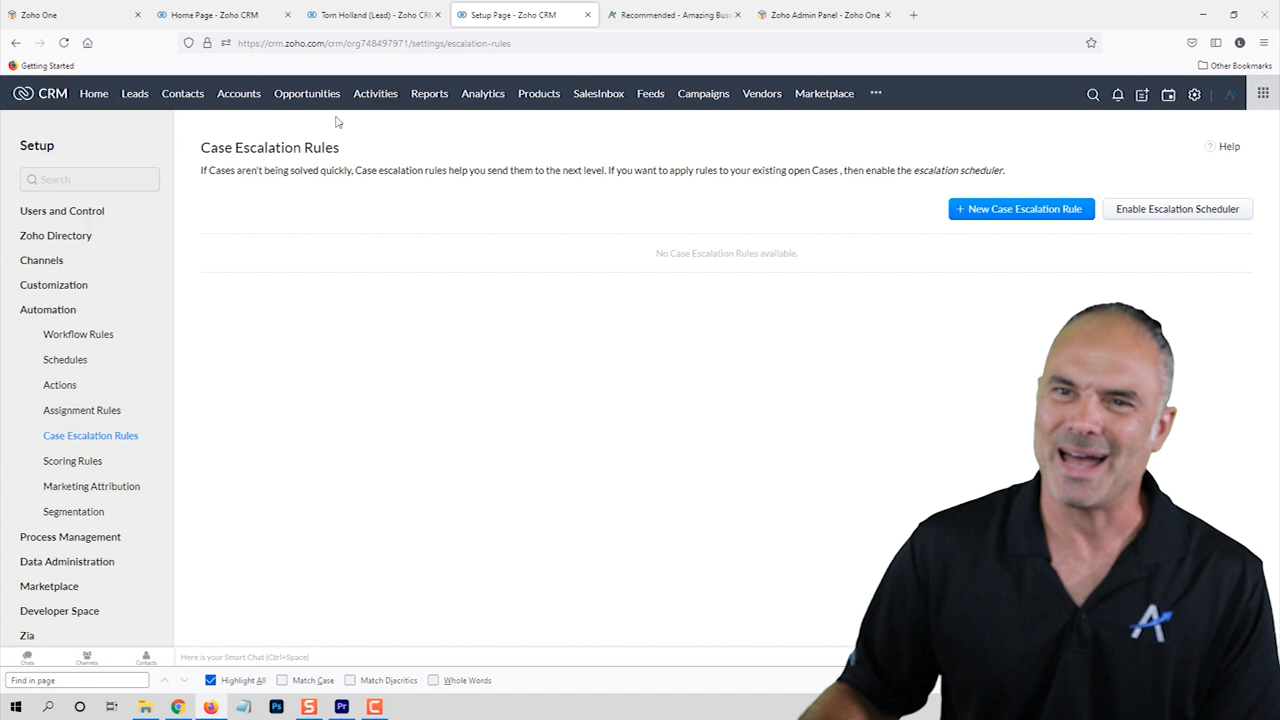 Zoho One
Home Page - Zoho CRM
Tom Holland (Lead) - Zoho CR
Setup Page - Zoho CRM
Recommended - Amazing Bus
Zoho Admin Panel - Zoho One
https://crm.zoho.com/crm/org748497971/settings/escalation-rules
Getting Started
Other Bookmarks
CRM Home Leads Contacts Accounts Opportunities Activities Reports Analytics Products SalesInbox Feeds Campaigns Vendors Marketplace
Setup
Search
Users and Control
Zoho Directory
Channels
Customization
Automation
Workflow Rules
Schedules
Actions
Assignment Rules
Case Escalation Rules
Scoring Rules
Marketing Attribution
Segmentation
Process Management
Data Administration
Marketplace
Developer Space
Zia
Case Escalation Rules
Help
If Cases aren't being solved quickly, Case escalation rules help you send them to the next level. If you want to apply rules to your existing open Cases , then enable the escalation scheduler.
+ New Case Escalation Rule
Enable Escalation Scheduler
No Case Escalation Rules available.
Chats Channels Contacts
Here is your Smart Chat (Ctrl+Space)
Find in page
Highlight All
Match Case
Match Diacritics
Whole Words